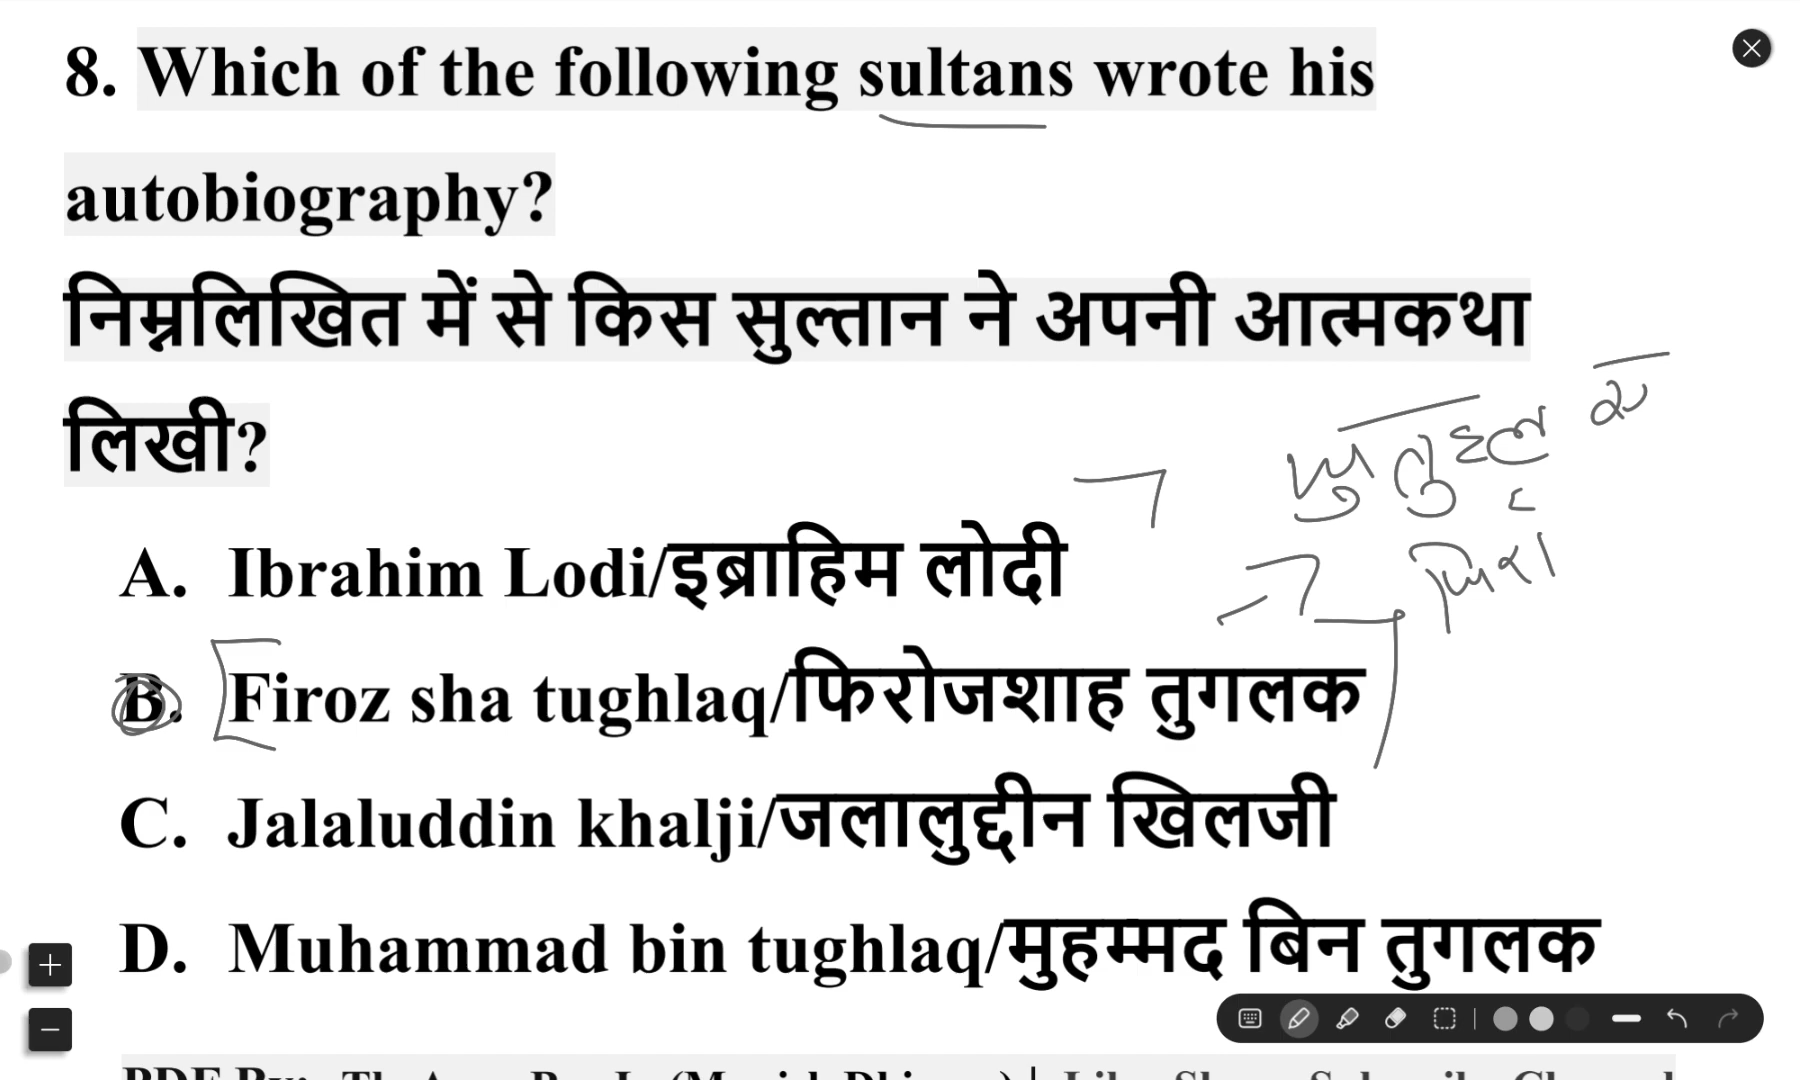 8. Which of the following sultans wrote his
autobiography?
निम्नलिखित में से किस सुल्तान ने अपनी आत्मकथा
लिखी?
A. Ibrahim Lodi/इब्राहिम लोदी
B. Firoz sha tughlaq/फिरोजशाह तुगलक
C. Jalaluddin khalji/जलालुद्दीन खिलजी
D. Muhammad bin tughlaq/मुहम्मद बिन तुगलक